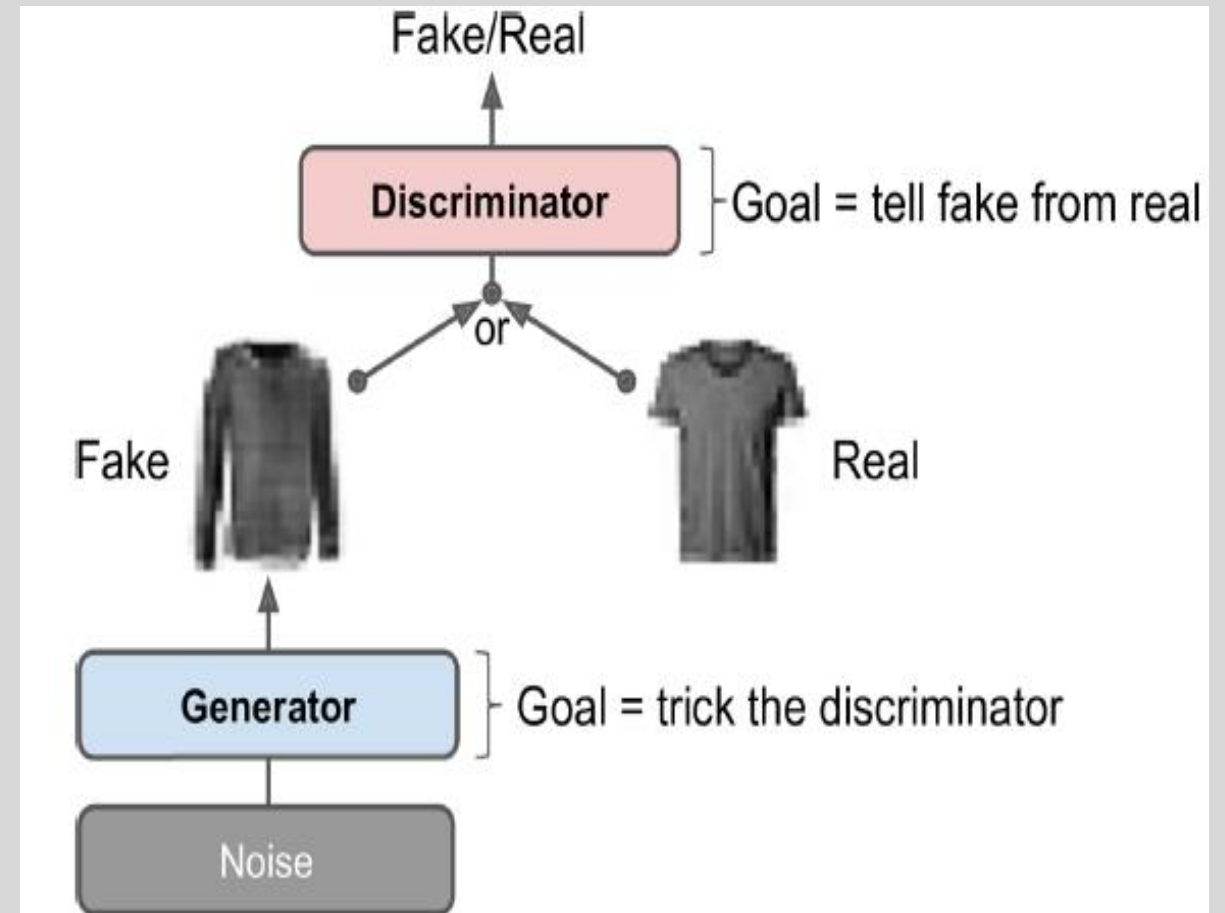 Fake/Real
Discriminator
Goal = tell fake from real
or
Fake
Real
Generator
Goal = trick the discriminator
Noise